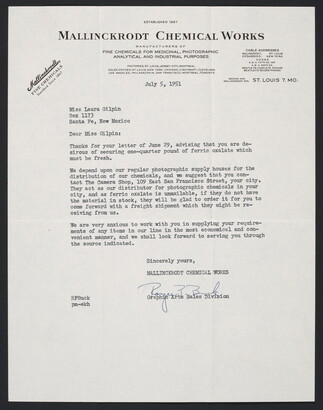 ESTABLISHED 1867
MALLINCKRODT CHEMICAL WORKS
MANUFACTURERS OF
FINE CHEMICALS FOR MEDICINAL, PHOTOGRAPHIC
ANALYTICAL AND INDUSTRIAL PURPOSES
CABLE ADDRESSES
Mallinckrodt
FINE CHEMICALS
ST. LOUIS 7, MO.
July 5, 1951
Miss Laura Gilpin
Box 1173
Santa Fe, New Mexico
Dear Miss Gilpin:
Thanks for your letter of June 29, advising that you are de-
sirous of securing one-quarter pound of ferric oxalate which
must be fresh.
We depend upon our regular photographic supply houses for the
distribution of our chemicals, and we suggest that you con-
tact The Camera Shop, 109 East San Francisco Street, your city.
They act as our distributor for photographic chemicals in your
city, and as ferric oxalate is unavailable, if they do not have
the material in stock, they will be glad to order it for you to
come forward with a freight shipment which they might be re-
ceiving from us.
We are very anxious to work with you in supplying your require-
ments of any items in our line in the most economical and con-
venient manner, and we shall look forward to serving you through
the source indicated.
Sincerely yours,
MALLINCKRODT CHEMICAL WORKS
Graphic Arts Sales Division
RFBuck